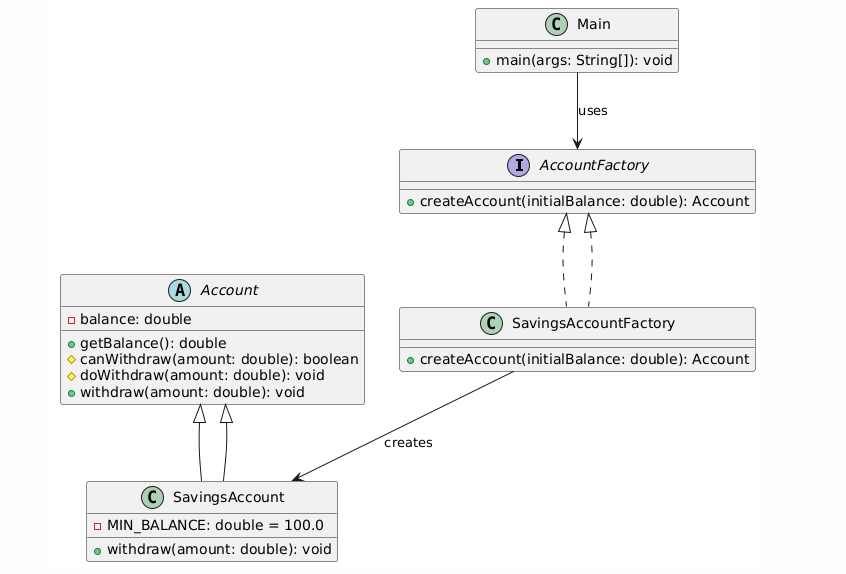 C Main
main(args: String[]): void
uses
I AccountFactory
createAccount(initialBalance: double): Account
A Account
balance: double
getBalance(): double
canWithdraw(amount: double): boolean
doWithdraw(amount: double): void
withdraw(amount: double): void
C SavingsAccountFactory
createAccount(initialBalance: double): Account
creates
C SavingsAccount
MIN_BALANCE: double = 100.0
withdraw(amount: double): void